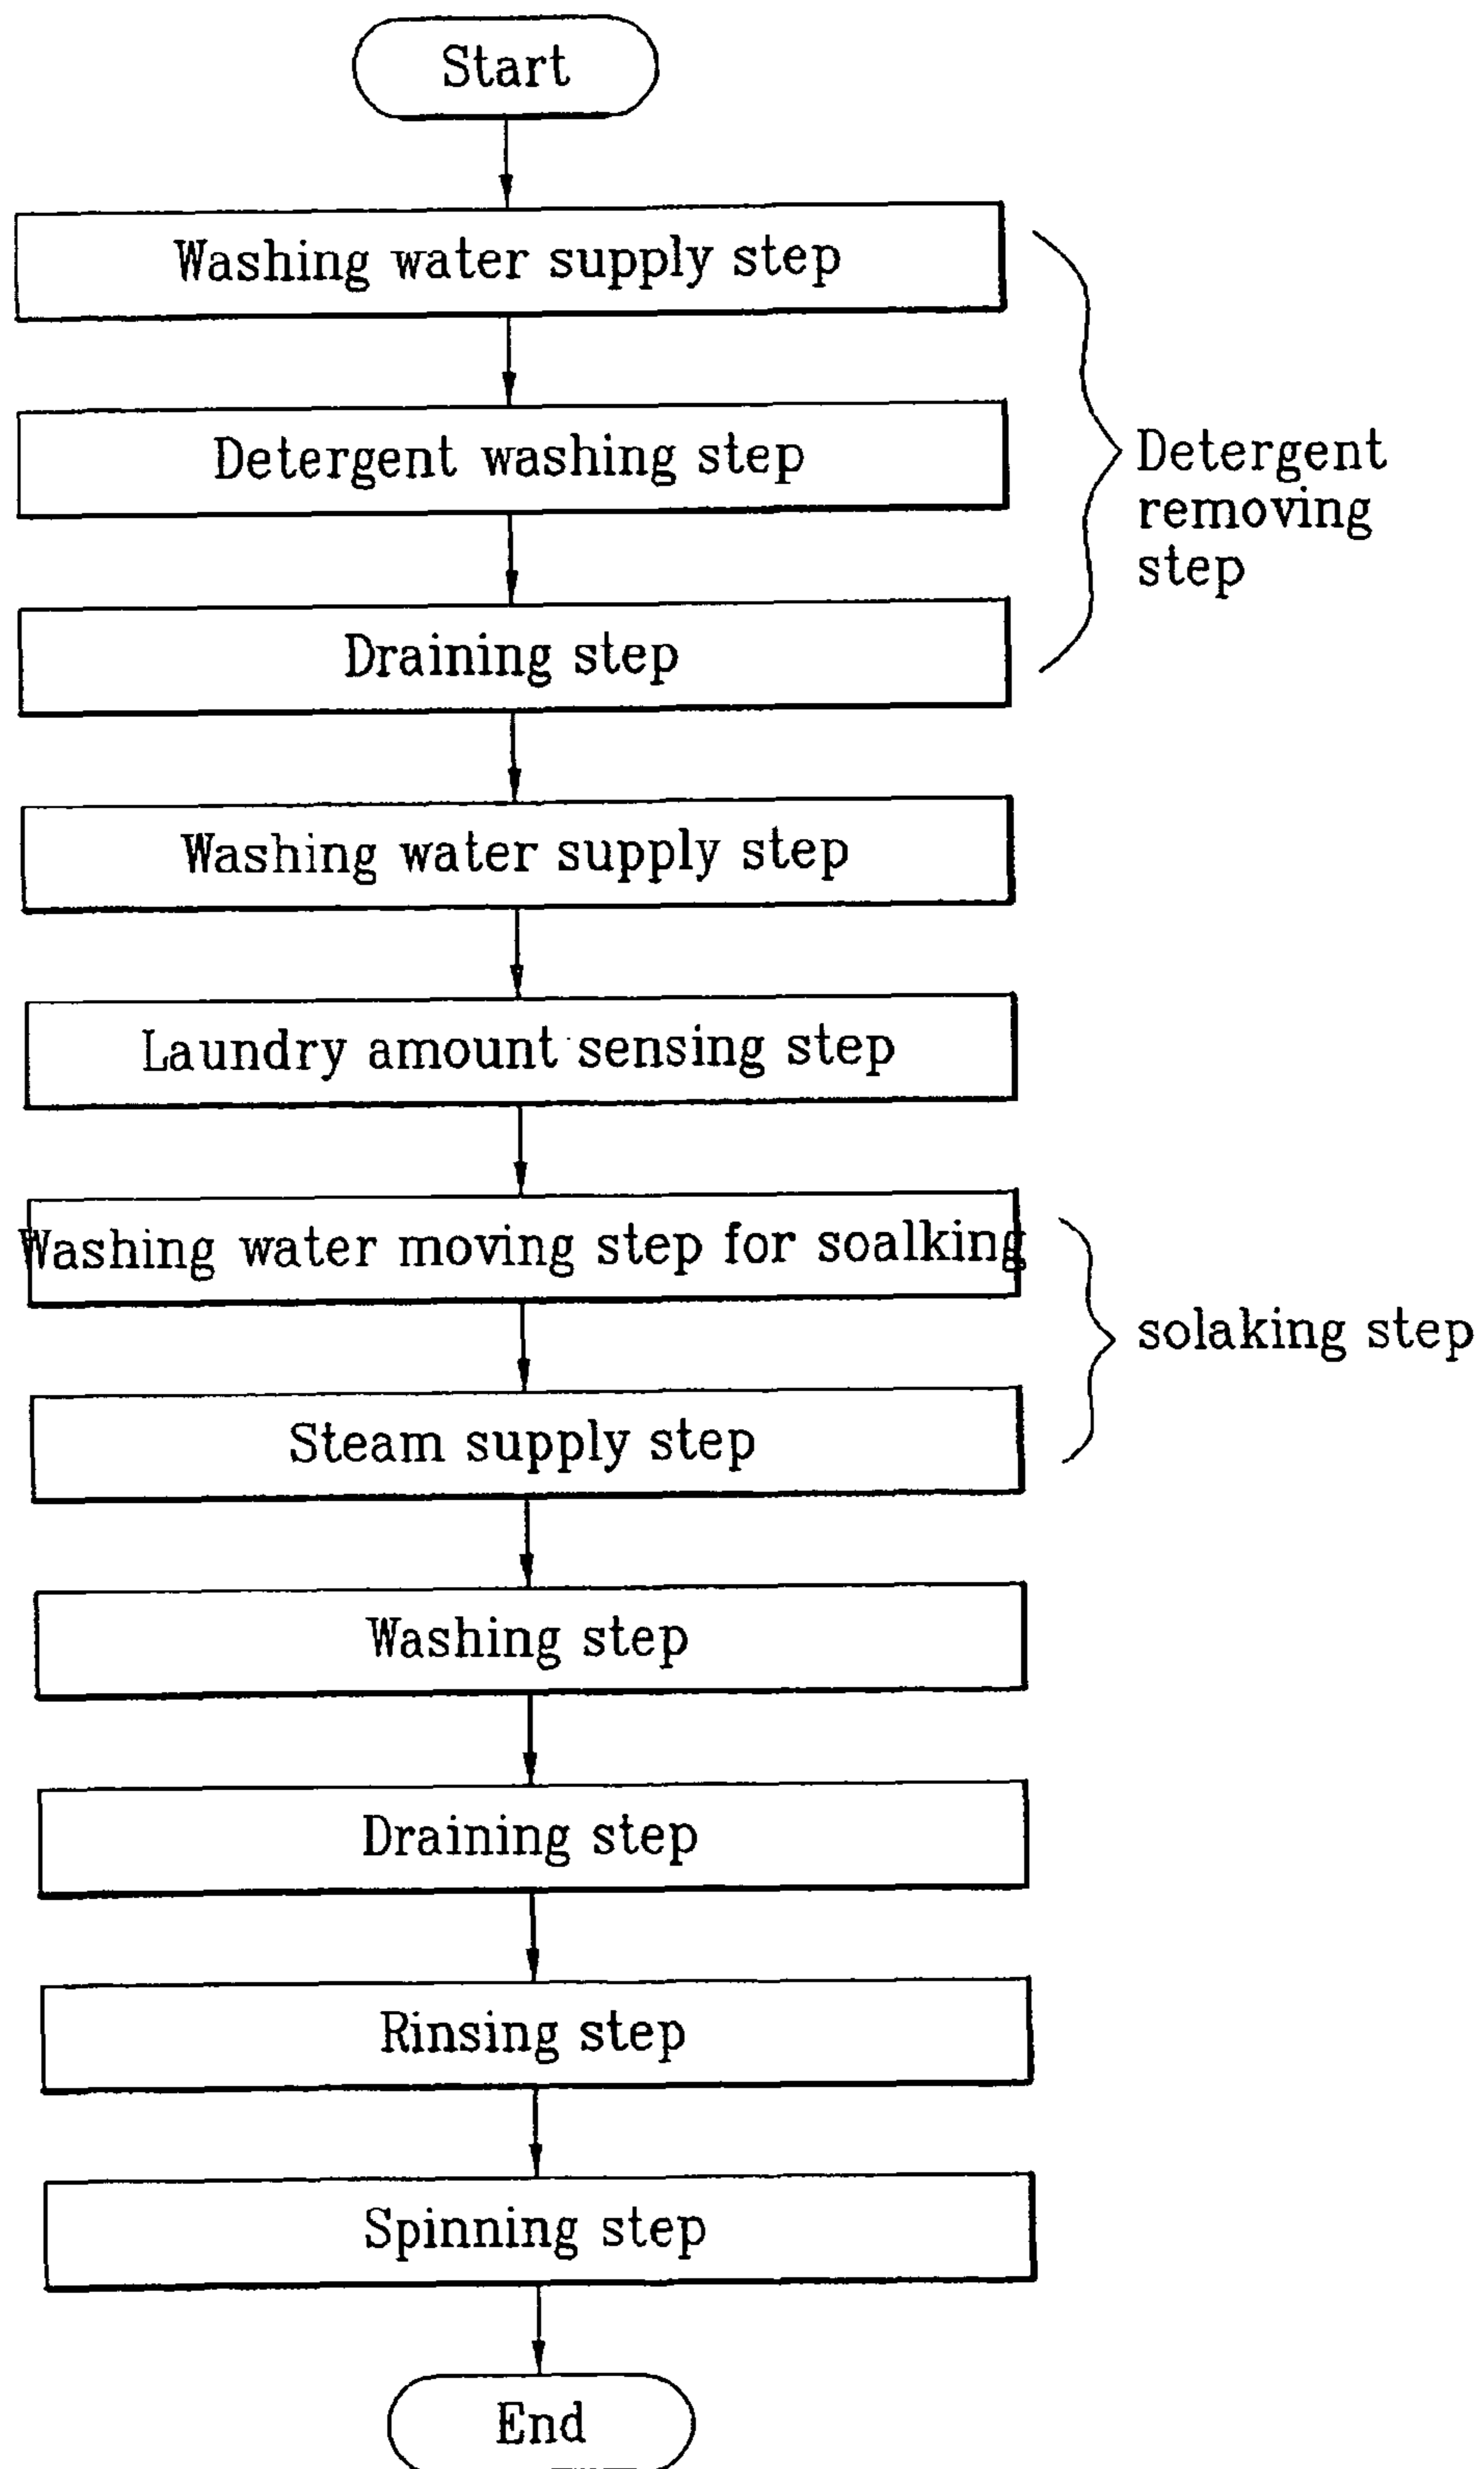 Start
Washing water supply step
Detergent washing step
Detergent
removing
step
Draining step
Washing water supply step
Laundry amount sensing step
Washing water moving step for soalking
solaking step
Steam supply step
Washing step
Draining step
Rinsing step
Spinning step
End